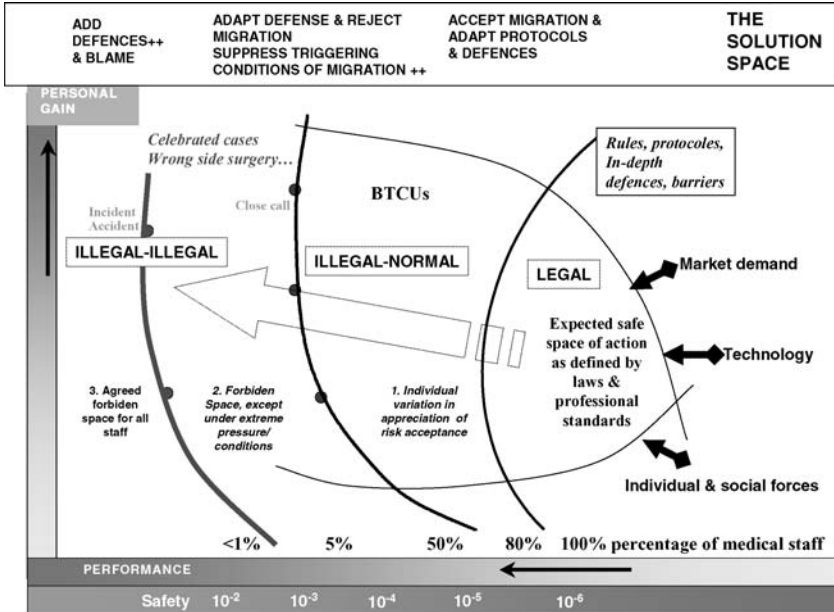 ADD
DEFENCES++
& BLAME
ADAPT DEFENSE & REJECT
MIGRATION
SUPPRESS TRIGGERING
CONDITIONS OF MIGRATION ++
ACCEPT MIGRATION &
ADAPT PROTOCOLS
& DEFENCES
THE
SOLUTION
SPACE
PERSONAL
GAIN
Celebrated cases
Wrong side surgery…
Rules, protocoles,
In-depth
defences, barriers
BTCUs
Close call
Incident
Accident
ILLEGAL-ILLEGAL
ILLEGAL-NORMAL
LEGAL
Market demand
Expected safe
space of action
as defined by
laws &
professional
standards
Technology
3. Agreed
forbiden
space for all
staff
2. Forbiden
Space, except
under extreme
pressure/
conditions
1. Individual
variation in
appreciation of
risk acceptance
Individual & social forces
<1% 5% 50% 80% 100% percentage of medical staff
PERFORMANCE
Safety 10⁻² 10⁻³ 10⁻⁴ 10⁻⁵ 10⁻⁶